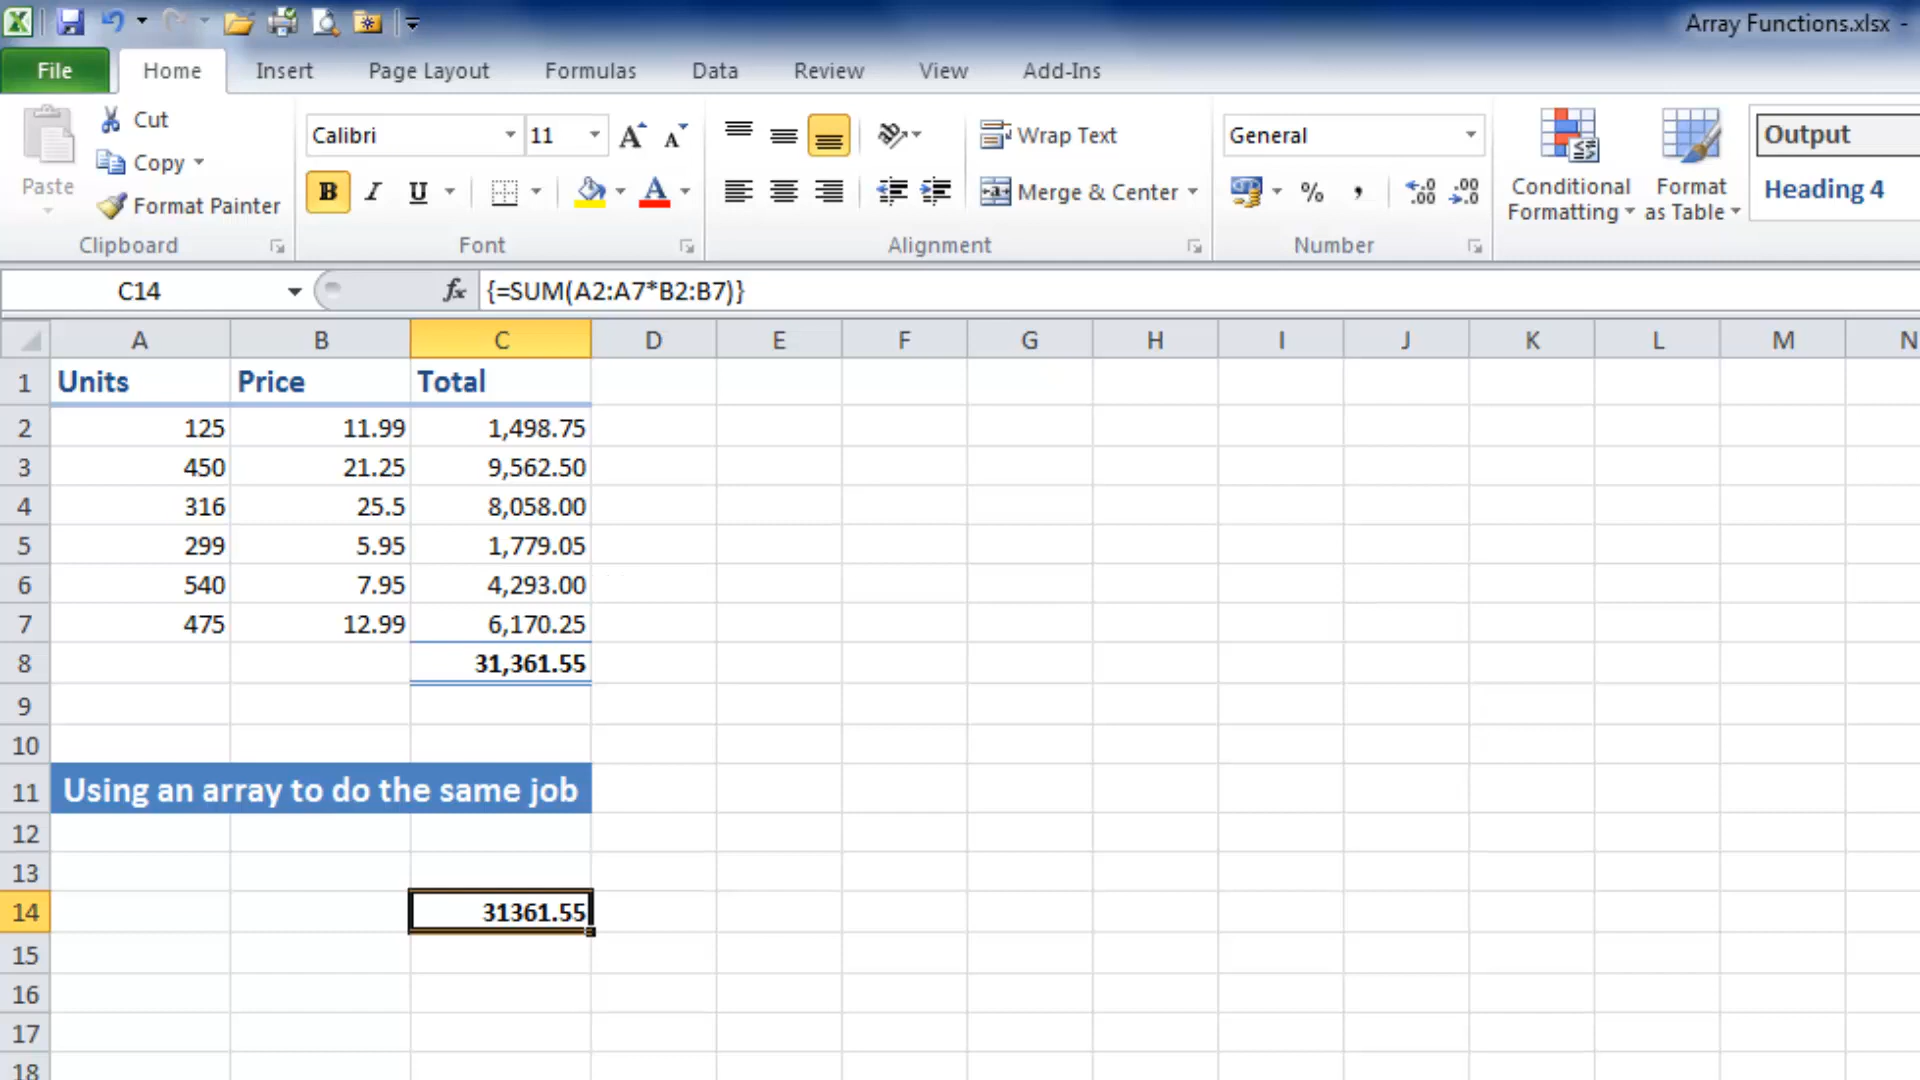 Array Functions.xlsx -
File Home Insert Page Layout Formulas Data Review View Add-Ins
Paste
Cut
Copy
Format Painter
Clipboard
Calibri 11 A A
B I U A
Font
Wrap Text
Merge & Center
Alignment
General
% ,
Number
Conditional Formatting
Format as Table
Output
Heading 4
C14 fx {=SUM(A2:A7*B2:B7)}
A B C D E F G H I J K L M N
1 Units Price Total
2 125 11.99 1,498.75
3 450 21.25 9,562.50
4 316 25.5 8,058.00
5 299 5.95 1,779.05
6 540 7.95 4,293.00
7 475 12.99 6,170.25
8 31,361.55
9
10
11 Using an array to do the same job
12
13
14 31361.55
15
16
17
18